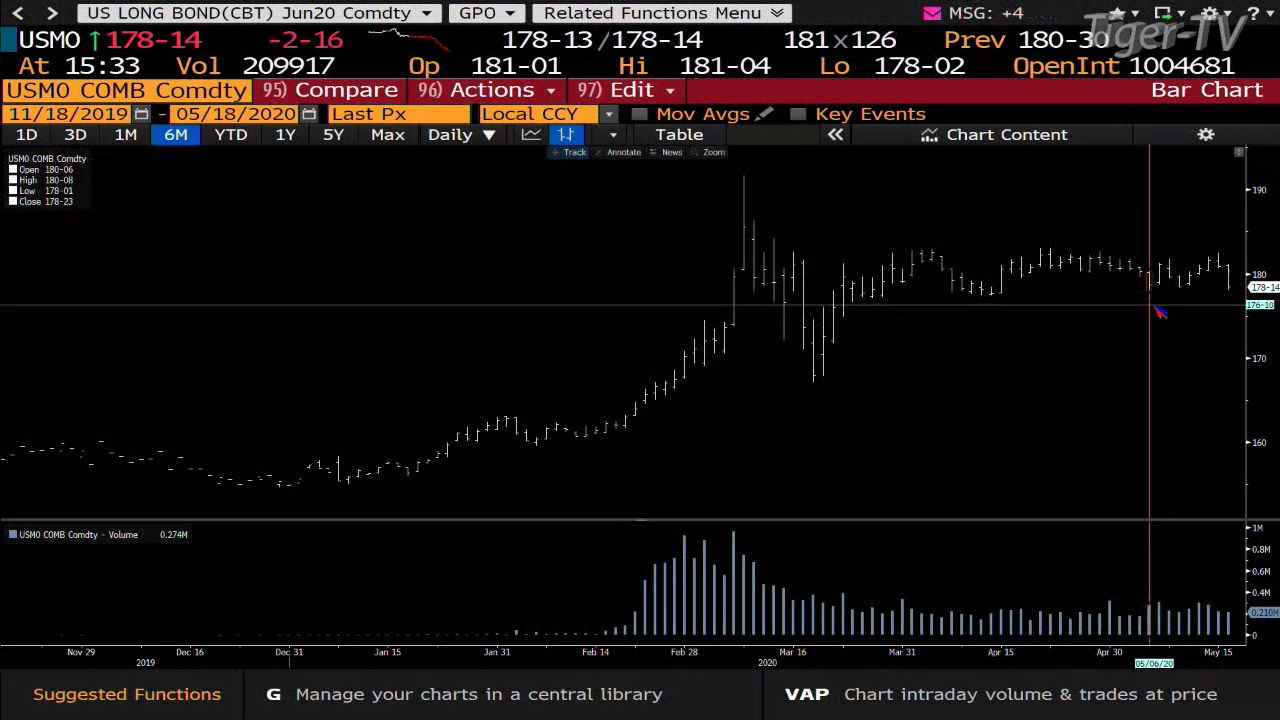 US LONG BOND(CBT) Jun20 Comdty GPO Related Functions Menu MSG: +4
USM0 ↑178-14 -2-16 178-13/178-14 181x126 Prev 180-30
Tiger-TV
At 15:33 Vol 209917 Op 181-01 Hi 181-04 Lo 178-02 OpenInt 1004681
USM0 COMB Comdty 95) Compare 96) Actions 97) Edit Bar Chart
11/18/2019 - 05/18/2020 Last Px Local CCY Mov Avgs Key Events
1D 3D 1M 6M YTD 1Y 5Y Max Daily ▼ Table « Chart Content
+ Track Annotate News Zoom
USM0 COMB Comdty
Open 180-06
High 180-08
Low 178-01
Close 178-23
190
180
178-14
176-10
170
160
USM0 COMB Comdty - Volume 0.274M
1M
0.8M
0.6M
0.4M
0.210M
0
Nov 29 Dec 16 Dec 31 Jan 15 Jan 31 Feb 14 Feb 28 Mar 16 Mar 31 Apr 15 Apr 30 May 15
2019 2020 05/06/20
Suggested Functions G Manage your charts in a central library VAP Chart intraday volume & trades at price